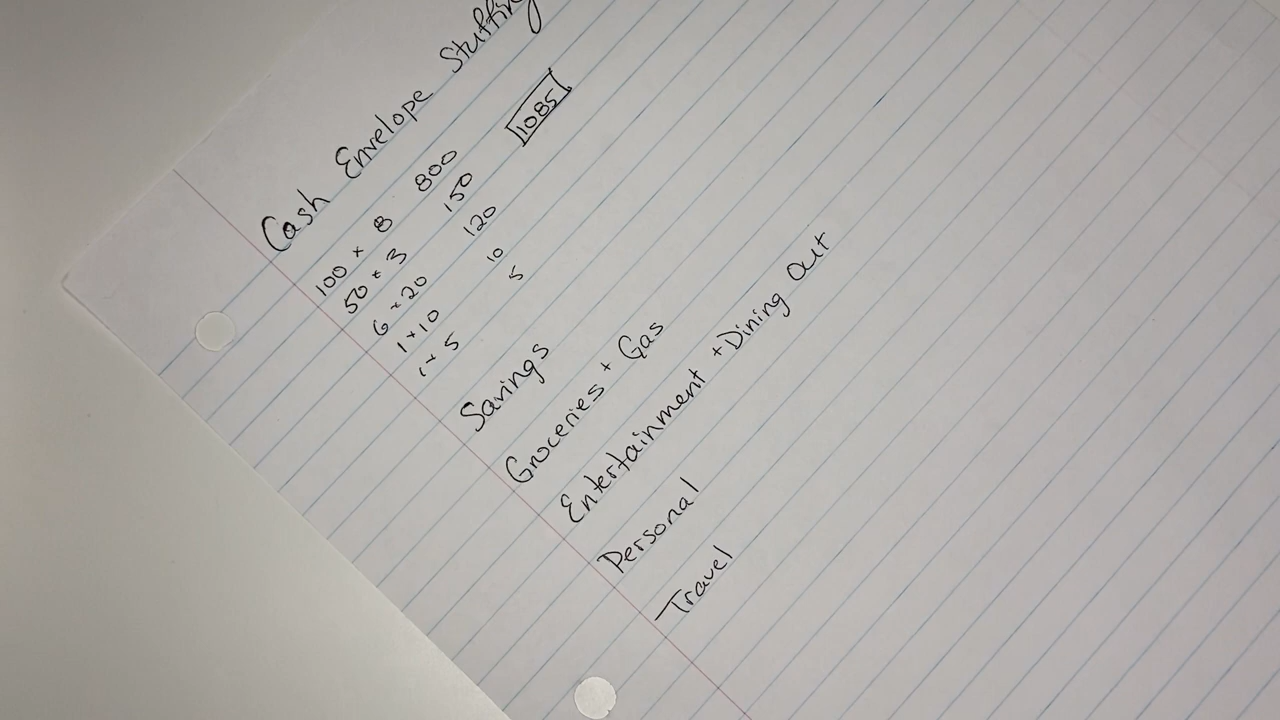 Cash Envelope Stuffing
100 × 8 800
50 × 3 150 1085
6 × 20 120
1 × 10 10
1 × 5 5
Savings
Groceries + Gas
Entertainment + Dining Out
Personal
Travel